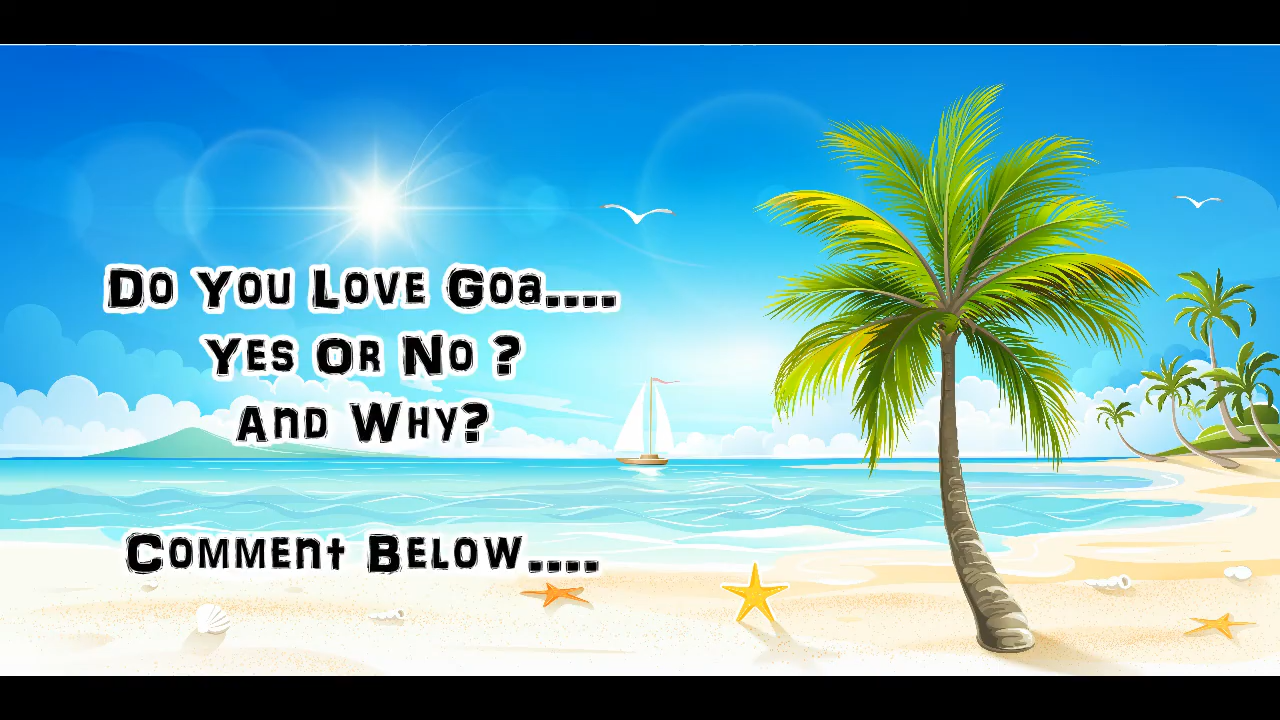 Do You Love Goa....
Yes Or No ?
And Why?
Comment Below....